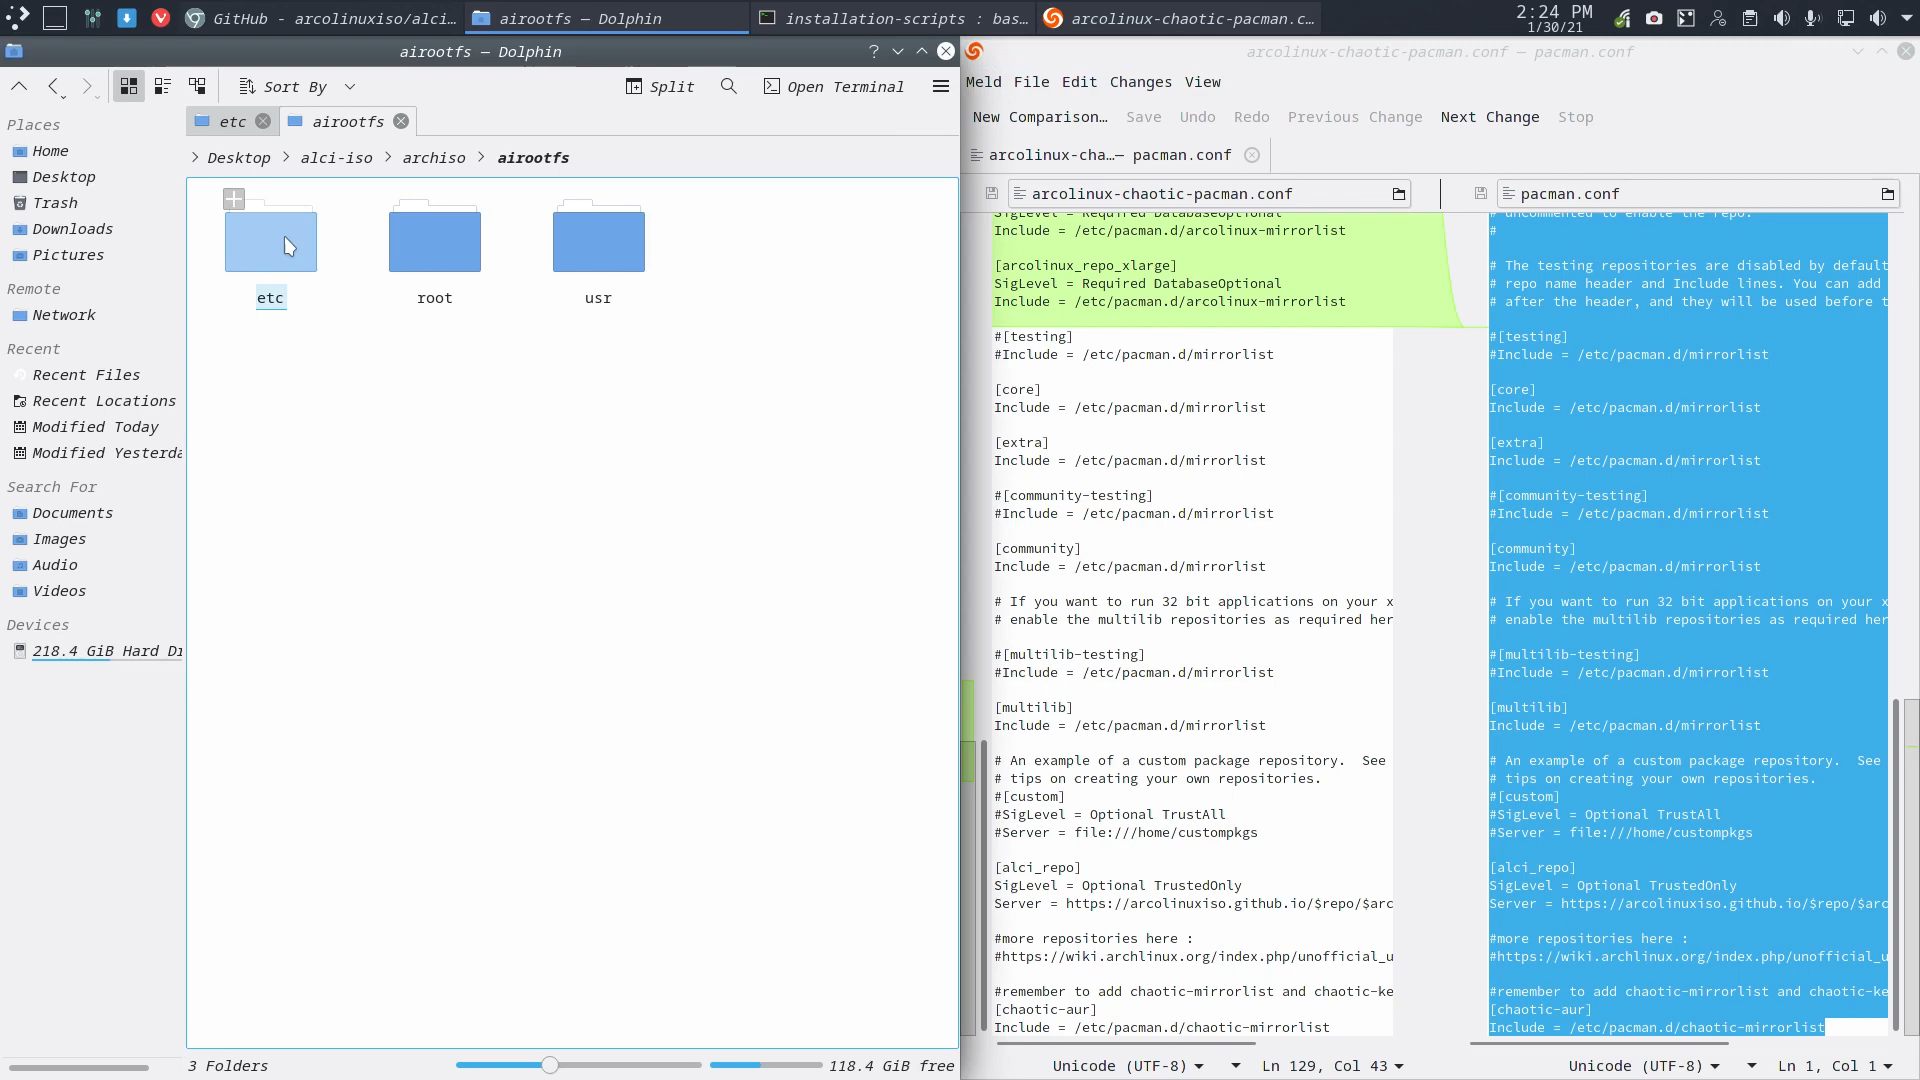 GitHub - arcolinuxiso/alci…
airootfs — Dolphin
installation-scripts : bas…
arcolinux-chaotic-pacman.c…
2:24 PM
1/30/21
airootfs — Dolphin
Sort By
Split
Open Terminal
etc
airootfs
Desktop > alci-iso > archiso > airootfs
Places
Home
Desktop
Trash
Downloads
Pictures
Remote
Network
Recent
Recent Files
Recent Locations
Modified Today
Modified Yesterda
Search For
Documents
Images
Audio
Videos
Devices
218.4 GiB Hard Dr
etc
root
usr
3 Folders
118.4 GiB free
arcolinux-chaotic-pacman.conf — pacman.conf
Meld File Edit Changes View
New Comparison… Save Undo Redo Previous Change Next Change Stop
arcolinux-cha…— pacman.conf
arcolinux-chaotic-pacman.conf
SigLevel = Required DatabaseOptional
Include = /etc/pacman.d/arcolinux-mirrorlist
[arcolinux_repo_xlarge]
SigLevel = Required DatabaseOptional
Include = /etc/pacman.d/arcolinux-mirrorlist
#[testing]
#Include = /etc/pacman.d/mirrorlist
[core]
Include = /etc/pacman.d/mirrorlist
[extra]
Include = /etc/pacman.d/mirrorlist
#[community-testing]
#Include = /etc/pacman.d/mirrorlist
[community]
Include = /etc/pacman.d/mirrorlist
# If you want to run 32 bit applications on your x
# enable the multilib repositories as required her
#[multilib-testing]
#Include = /etc/pacman.d/mirrorlist
[multilib]
Include = /etc/pacman.d/mirrorlist
# An example of a custom package repository.  See
# tips on creating your own repositories.
#[custom]
#SigLevel = Optional TrustAll
#Server = file:///home/custompkgs
[alci_repo]
SigLevel = Optional TrustedOnly
Server = https://arcolinuxiso.github.io/$repo/$arc
#more repositories here :
#https://wiki.archlinux.org/index.php/unofficial_u
#remember to add chaotic-mirrorlist and chaotic-ke
[chaotic-aur]
Include = /etc/pacman.d/chaotic-mirrorlist
Unicode (UTF-8)
Ln 129, Col 43
pacman.conf
# uncommented to enable the repo.
#
# The testing repositories are disabled by default
# repo name header and Include lines. You can add
# after the header, and they will be used before t
#[testing]
#Include = /etc/pacman.d/mirrorlist
[core]
Include = /etc/pacman.d/mirrorlist
[extra]
Include = /etc/pacman.d/mirrorlist
#[community-testing]
#Include = /etc/pacman.d/mirrorlist
[community]
Include = /etc/pacman.d/mirrorlist
# If you want to run 32 bit applications on your x
# enable the multilib repositories as required her
#[multilib-testing]
#Include = /etc/pacman.d/mirrorlist
[multilib]
Include = /etc/pacman.d/mirrorlist
# An example of a custom package repository.  See
# tips on creating your own repositories.
#[custom]
#SigLevel = Optional TrustAll
#Server = file:///home/custompkgs
[alci_repo]
SigLevel = Optional TrustedOnly
Server = https://arcolinuxiso.github.io/$repo/$arc
#more repositories here :
#https://wiki.archlinux.org/index.php/unofficial_u
#remember to add chaotic-mirrorlist and chaotic-ke
[chaotic-aur]
Include = /etc/pacman.d/chaotic-mirrorlist
Unicode (UTF-8)
Ln 1, Col 1